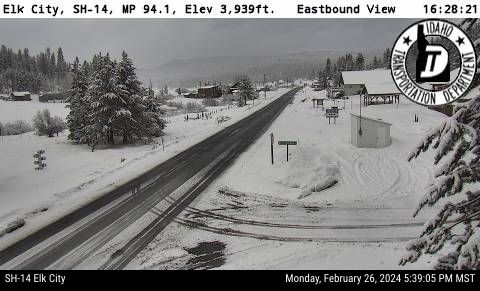 Elk City, SH-14, MP 94.1, Elev 3,939ft. Eastbound View 16:28:21
IDAHO
TRANSPORTATION DEPARTMENT
SH-14 Elk City Monday, February 26, 2024 5:39:05 PM MST